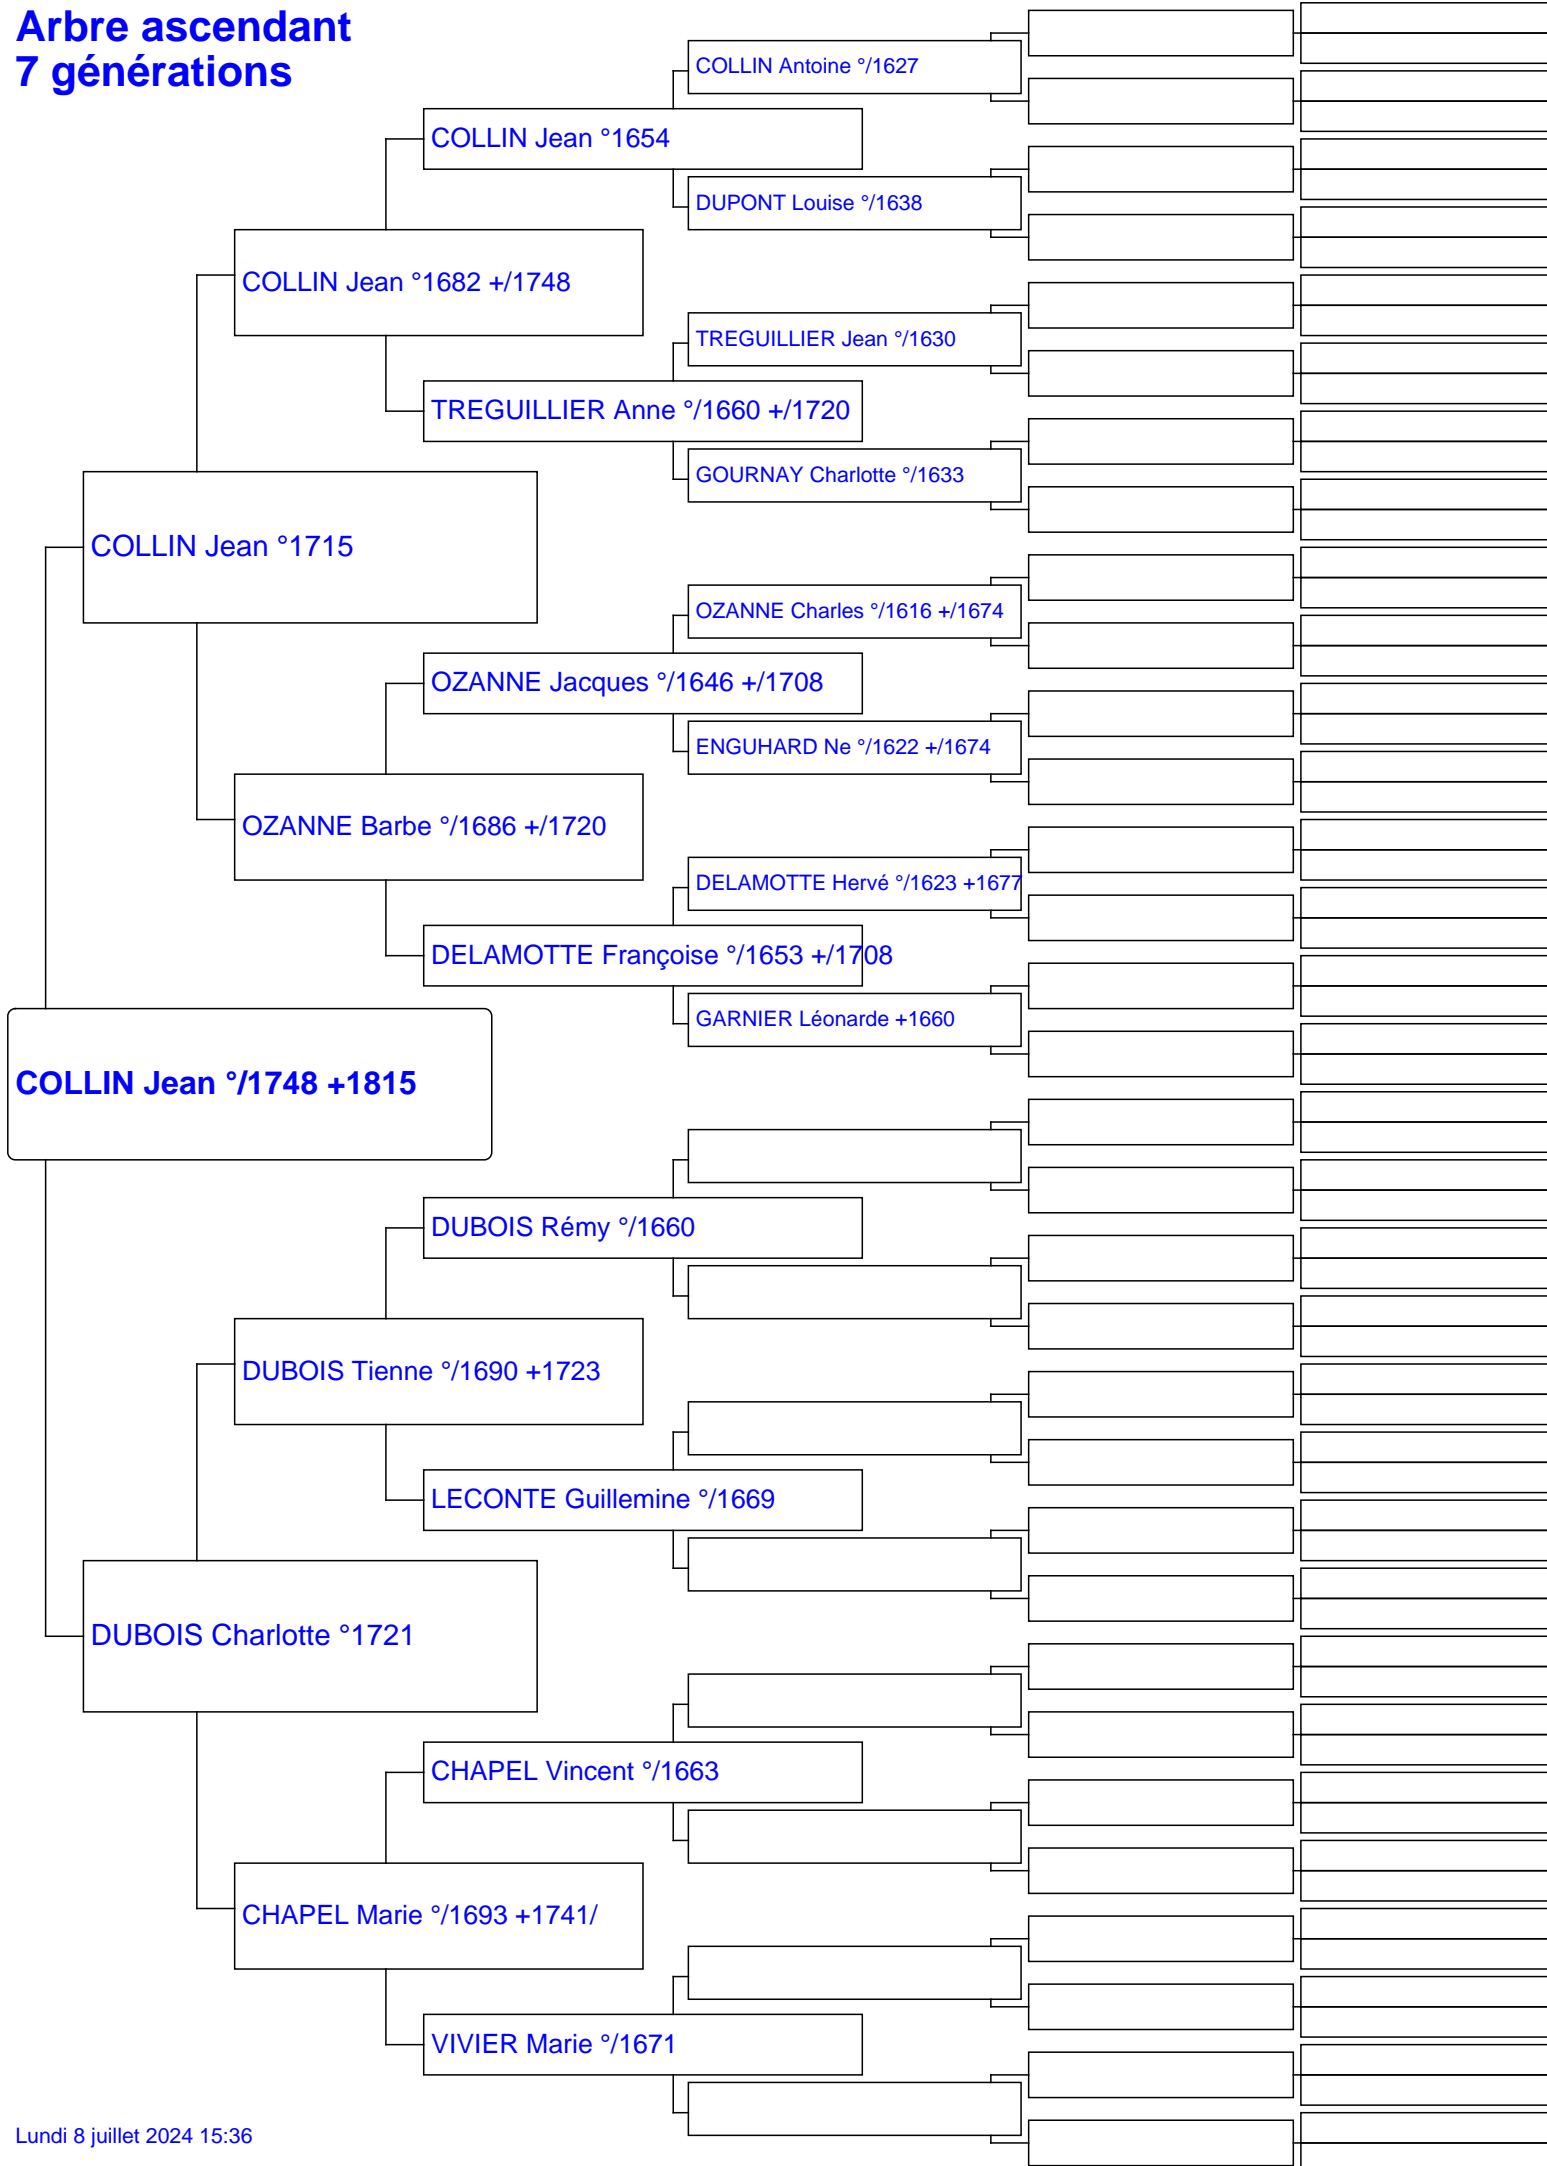 Arbre ascendant
7 générations
COLLIN Antoine °/1627
COLLIN Jean °1654
DUPONT Louise °/1638
COLLIN Jean °1682 +/1748
TREGUILLIER Jean °/1630
TREGUILLIER Anne °/1660 +/1720
GOURNAY Charlotte °/1633
COLLIN Jean °1715
OZANNE Charles °/1616 +/1674
OZANNE Jacques °/1646 +/1708
ENGUHARD Ne °/1622 +/1674
OZANNE Barbe °/1686 +/1720
DELAMOTTE Hervé °/1623 +1677
DELAMOTTE Françoise °/1653 +/1708
GARNIER Léonarde +1660
COLLIN Jean °/1748 +1815
DUBOIS Rémy °/1660
DUBOIS Tienne °/1690 +1723
LECONTE Guillemine °/1669
DUBOIS Charlotte °1721
CHAPEL Vincent °/1663
CHAPEL Marie °/1693 +1741/
VIVIER Marie °/1671
Lundi 8 juillet 2024 15:36